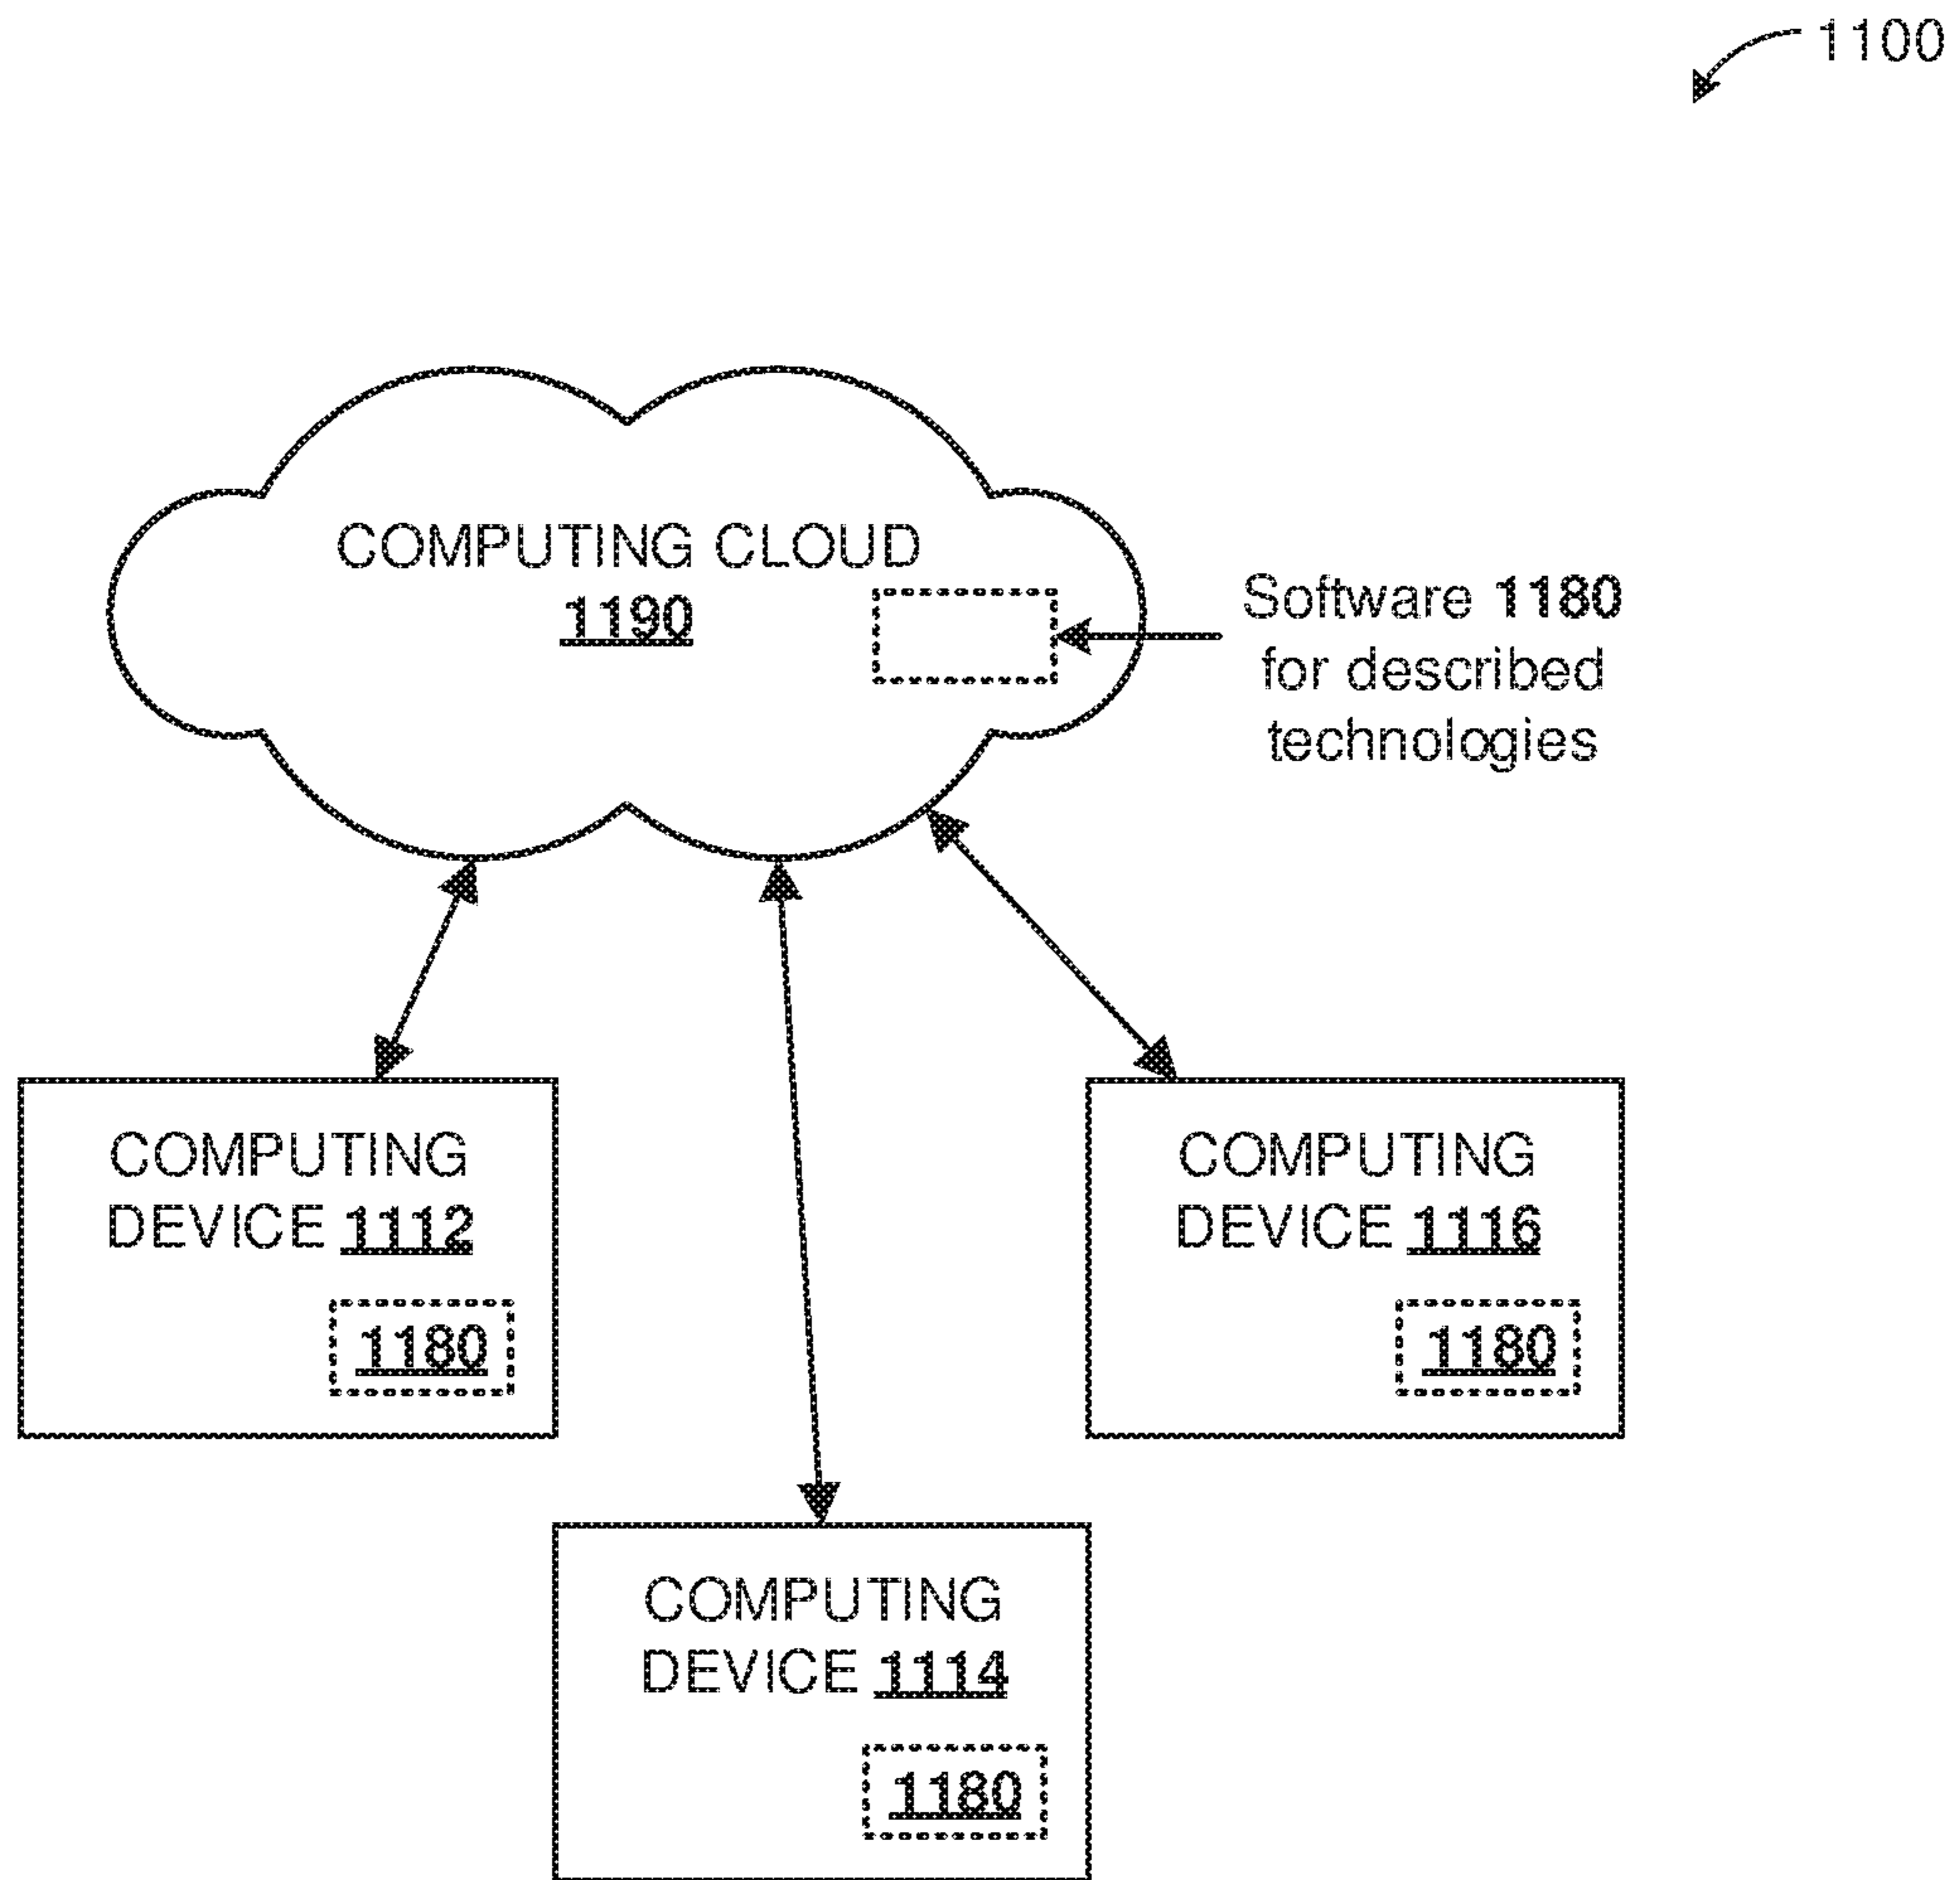 1100
COMPUTING CLOUD
1190
Software 1180
for described
technologies
COMPUTING
DEVICE 1112
1180
COMPUTING
DEVICE 1116
1180
COMPUTING
DEVICE 1114
1180